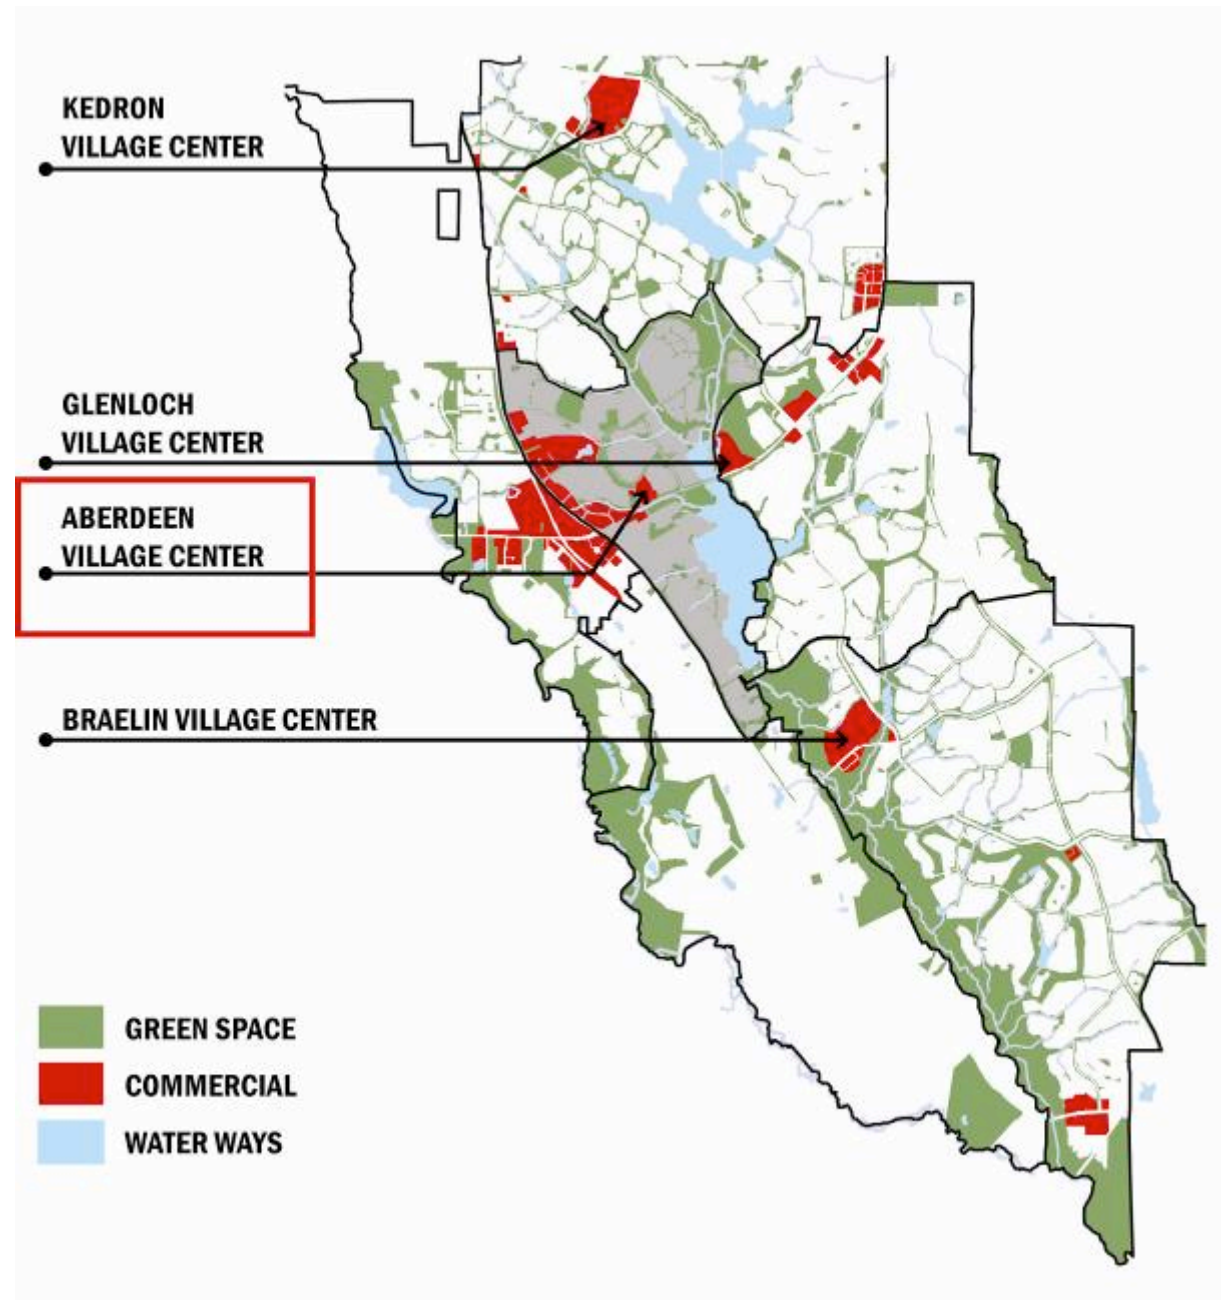 KEDRON
VILLAGE CENTER
GLENLOCH
VILLAGE CENTER
ABERDEEN
VILLAGE CENTER
BRAELIN VILLAGE CENTER
GREEN SPACE
COMMERCIAL
WATER WAYS